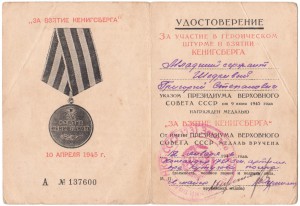 "ЗА ВЗЯТИЕ КЕНИГСБЕРГА"
10 АПРЕЛЯ 1945 г.
А № 137600
УДОСТОВЕРЕНИЕ
ЗА УЧАСТИЕ В ГЕРОИЧЕСКОМ
ШТУРМЕ И ВЗЯТИИ
КЕНИГСБЕРГА
Младший сержант
Григорий Степанович
УКАЗОМ ПРЕЗИДИУМА ВЕРХОВНОГО
СОВЕТА СССР от 9 июня 1945 года
НАГРАЖДЕН МЕДАЛЬЮ
„ЗА ВЗЯТИЕ КЕНИГСБЕРГА"
От имени ПРЕЗИДИУМА ВЕРХОВНОГО
СОВЕТА СССР МЕДАЛЬ ВРУЧЕНА